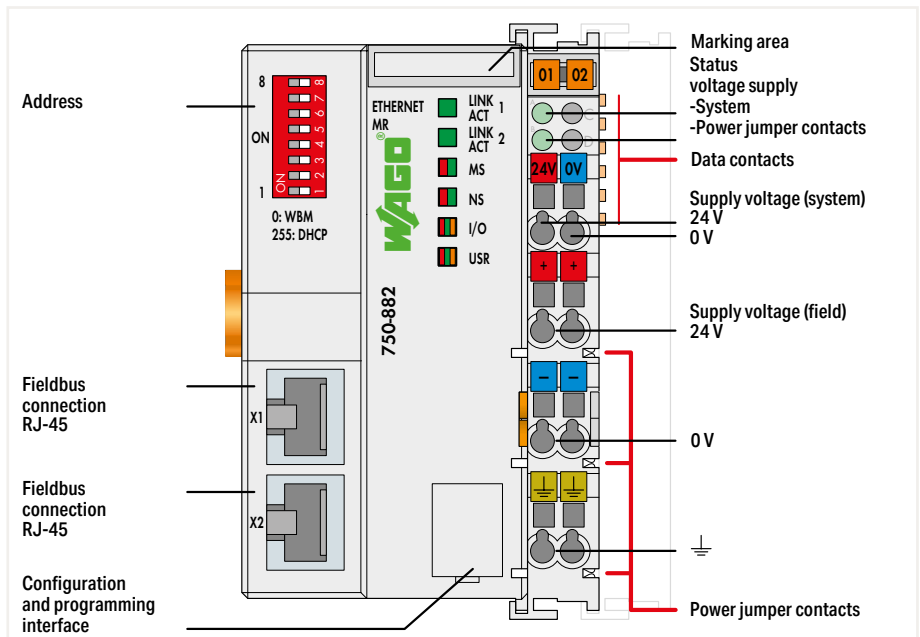 Address
8
8
7
6
5
4
3
2
1
ON
ON
1
0: WBM
255: DHCP
ETHERNET
MR
LINK
ACT 1
LINK
ACT 2
MS
NS
I/O
USR
WAGO®
750-882
X1
X2
Fieldbus
connection
RJ-45
Fieldbus
connection
RJ-45
Configuration
and programming
interface
01 02
C
D
24V 0V
+ +
− −
Marking area
Status
voltage supply
-System
-Power jumper contacts
Data contacts
Supply voltage (system)
24 V
0 V
Supply voltage (field)
24 V
0 V
Power jumper contacts